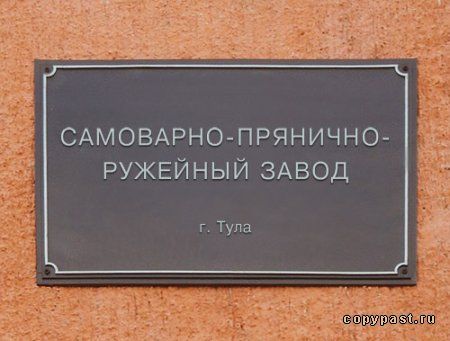 САМОВАРНО-ПРЯНИЧНО-
РУЖЕЙНЫЙ ЗАВОД
г. Тула
copypast.ru